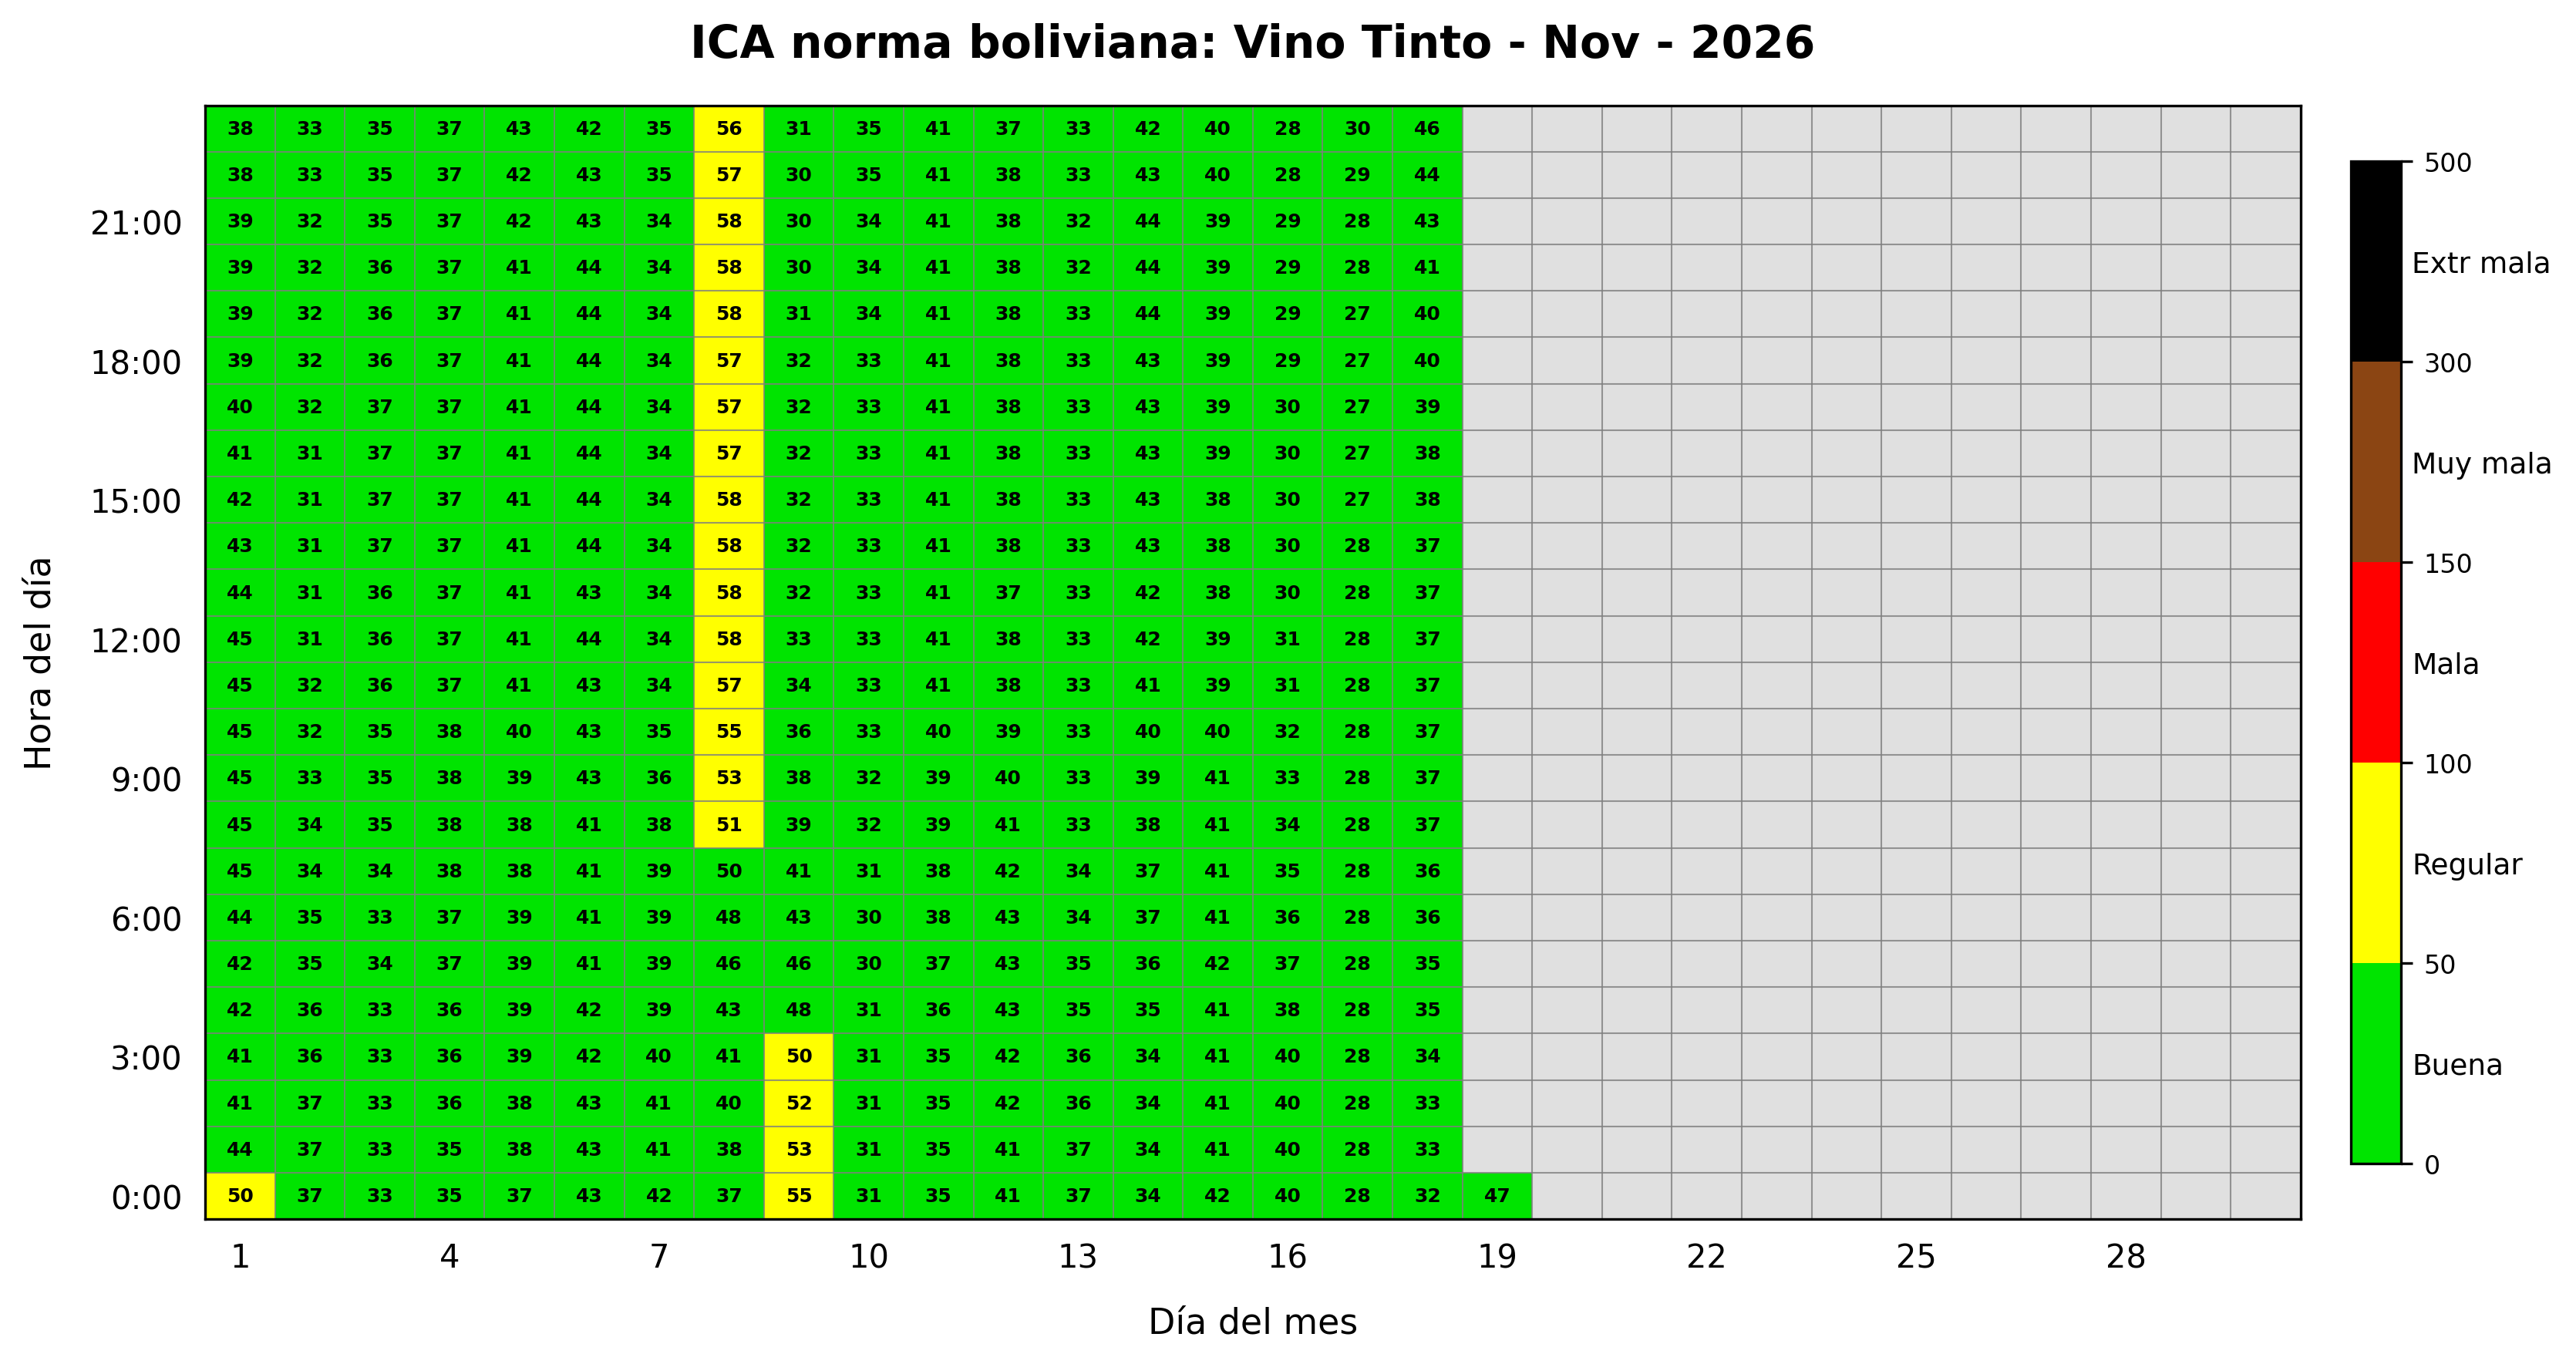 ICA norma boliviana: Vino Tinto - Nov - 2026
38 33 35 37 43 42 35 56 31 35 41 37 33 42 40 28 30 46
38 33 35 37 42 43 35 57 30 35 41 38 33 43 40 28 29 44
21:00 39 32 35 37 42 43 34 58 30 34 41 38 32 44 39 29 28 43
39 32 36 37 41 44 34 58 30 34 41 38 32 44 39 29 28 41
39 32 36 37 41 44 34 58 31 34 41 38 33 44 39 29 27 40
18:00 39 32 36 37 41 44 34 57 32 33 41 38 33 43 39 29 27 40
40 32 37 37 41 44 34 57 32 33 41 38 33 43 39 30 27 39
41 31 37 37 41 44 34 57 32 33 41 38 33 43 39 30 27 38
15:00 42 31 37 37 41 44 34 58 32 33 41 38 33 43 38 30 27 38
43 31 37 37 41 44 34 58 32 33 41 38 33 43 38 30 28 37
44 31 36 37 41 43 34 58 32 33 41 37 33 42 38 30 28 37
12:00 45 31 36 37 41 44 34 58 33 33 41 38 33 42 39 31 28 37
45 32 36 37 41 43 34 57 34 33 41 38 33 41 39 31 28 37
45 32 35 38 40 43 35 55 36 33 40 39 33 40 40 32 28 37
9:00 45 33 35 38 39 43 36 53 38 32 39 40 33 39 41 33 28 37
45 34 35 38 38 41 38 51 39 32 39 41 33 38 41 34 28 37
45 34 34 38 38 41 39 50 41 31 38 42 34 37 41 35 28 36
6:00 44 35 33 37 39 41 39 48 43 30 38 43 34 37 41 36 28 36
42 35 34 37 39 41 39 46 46 30 37 43 35 36 42 37 28 35
42 36 33 36 39 42 39 43 48 31 36 43 35 35 41 38 28 35
3:00 41 36 33 36 39 42 40 41 50 31 35 42 36 34 41 40 28 34
41 37 33 36 38 43 41 40 52 31 35 42 36 34 41 40 28 33
44 37 33 35 38 43 41 38 53 31 35 41 37 34 41 40 28 33
0:00 50 37 33 35 37 43 42 37 55 31 35 41 37 34 42 40 28 32 47
1 4 7 10 13 16 19 22 25 28
Día del mes
Hora del día
500
Extr mala
300
Muy mala
150
Mala
100
Regular
50
Buena
0